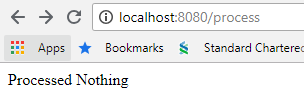 localhost:8080/process
Apps Bookmarks Standard Chartered
Processed Nothing